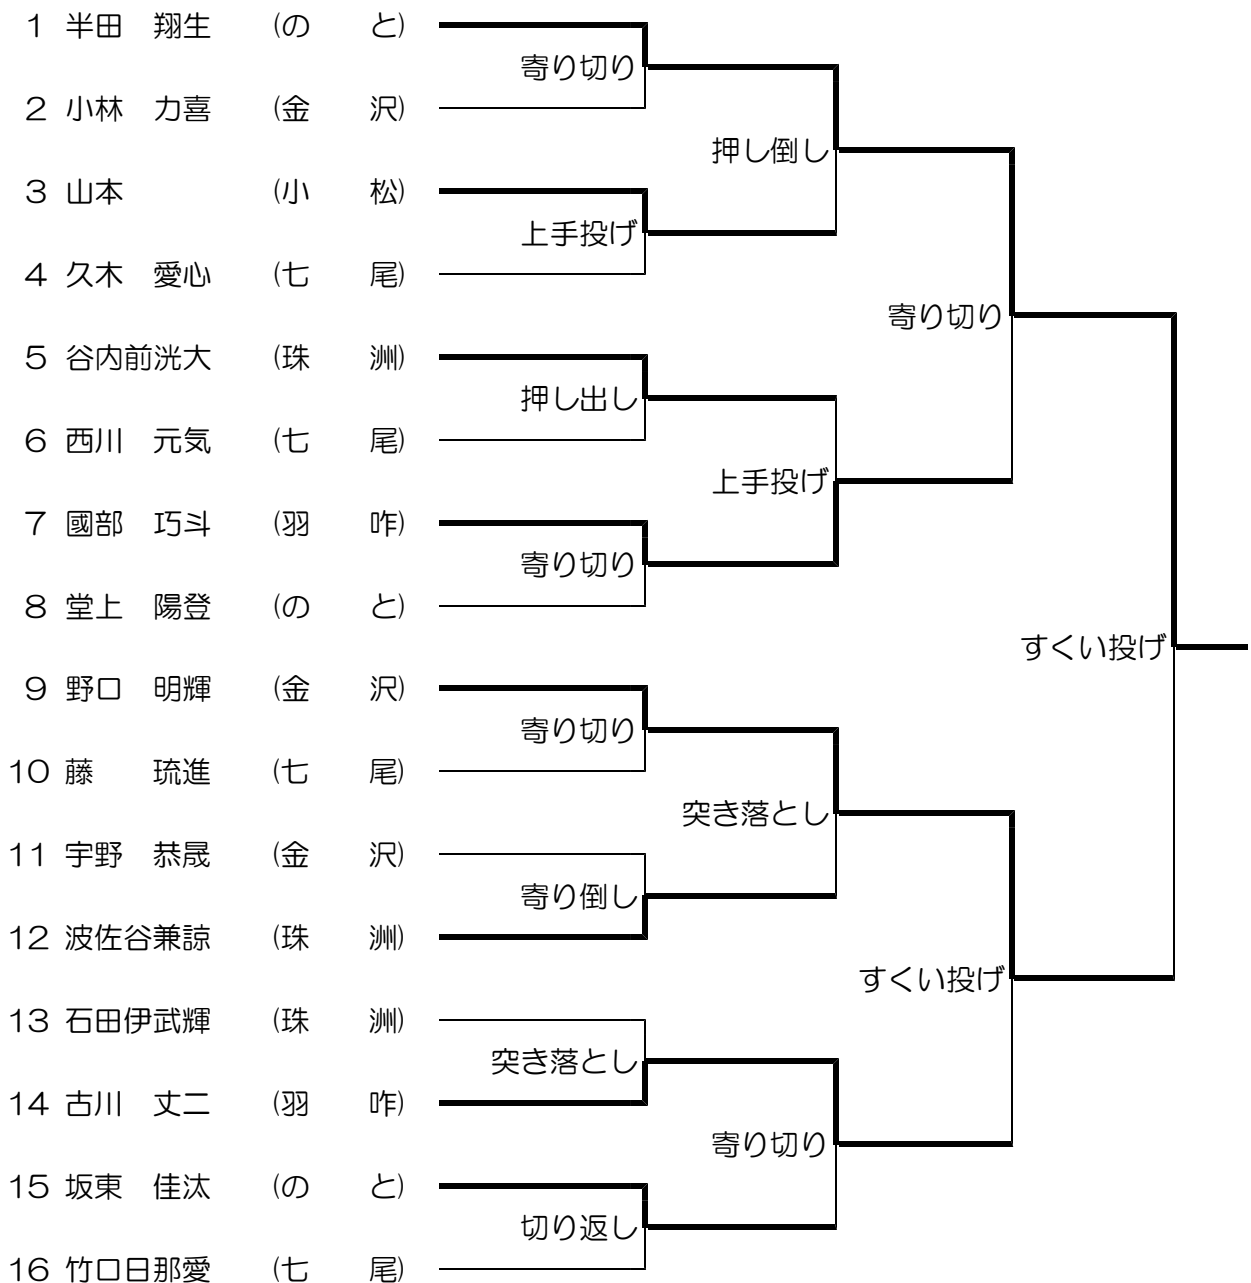 1 半田　翔生 (の　と)
寄り切り
2 小林　力喜 (金　沢)
押し倒し
3 山本 (小　松)
上手投げ
4 久木　愛心 (七　尾)
寄り切り
5 谷内前洸大 (珠　洲)
押し出し
6 西川　元気 (七　尾)
上手投げ
7 國部　巧斗 (羽　咋)
寄り切り
8 堂上　陽登 (の　と)
すくい投げ
9 野口　明輝 (金　沢)
寄り切り
10 藤　　琉進 (七　尾)
突き落とし
11 宇野　恭晟 (金　沢)
寄り倒し
12 波佐谷兼諒 (珠　洲)
すくい投げ
13 石田伊武輝 (珠　洲)
突き落とし
14 古川　丈二 (羽　咋)
寄り切り
15 坂東　佳汰 (の　と)
切り返し
16 竹口日那愛 (七　尾)